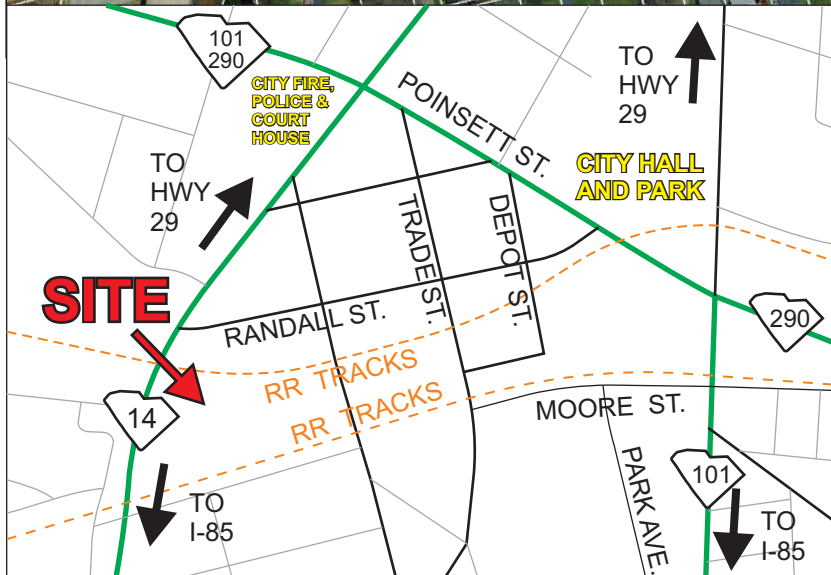 101
290
CITY FIRE,
POLICE &
COURT
HOUSE
TO
HWY
29
POINSETT ST.
TO
HWY
29
CITY HALL
AND PARK
TRADE ST.
DEPOT ST.
SITE
RANDALL ST.
RR TRACKS
RR TRACKS
290
14
MOORE ST.
PARK AVE.
101
TO
I-85
TO
I-85